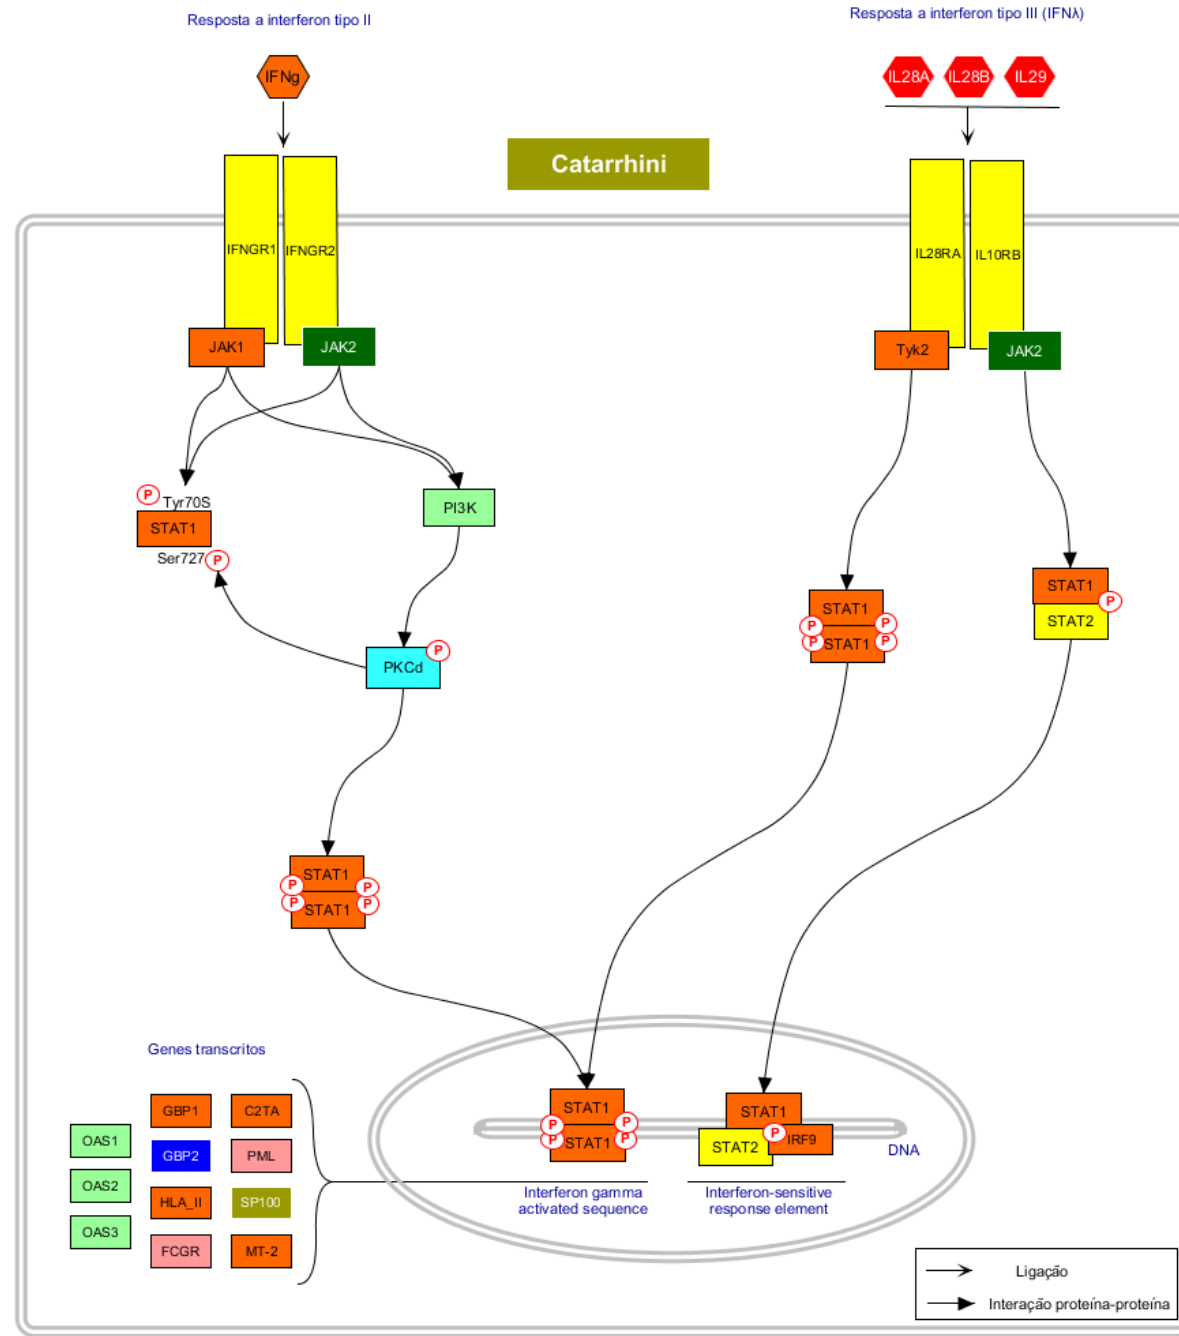 Resposta a interferon tipo II
Resposta a interferon tipo III (IFNλ)
IFNg
IL28A
IL28B
IL29
Catarrhini
IFNGR1
IFNGR2
IL28RA
IL10RB
JAK1
JAK2
Tyk2
JAK2
P
Tyr70S
STAT1
Ser727
P
PI3K
PKCd
P
STAT1
P
P
P
P
STAT1
STAT1
P
STAT2
STAT1
P
P
P
P
STAT1
Genes transcritos
GBP1
C2TA
OAS1
GBP2
PML
OAS2
HLA_II
SP100
OAS3
FCGR
MT-2
STAT1
P
P
P
P
STAT1
STAT1
P
STAT2
IRF9
DNA
Interferon gamma
activated sequence
Interferon-sensitive
response element
Ligação
Interação proteína-proteína